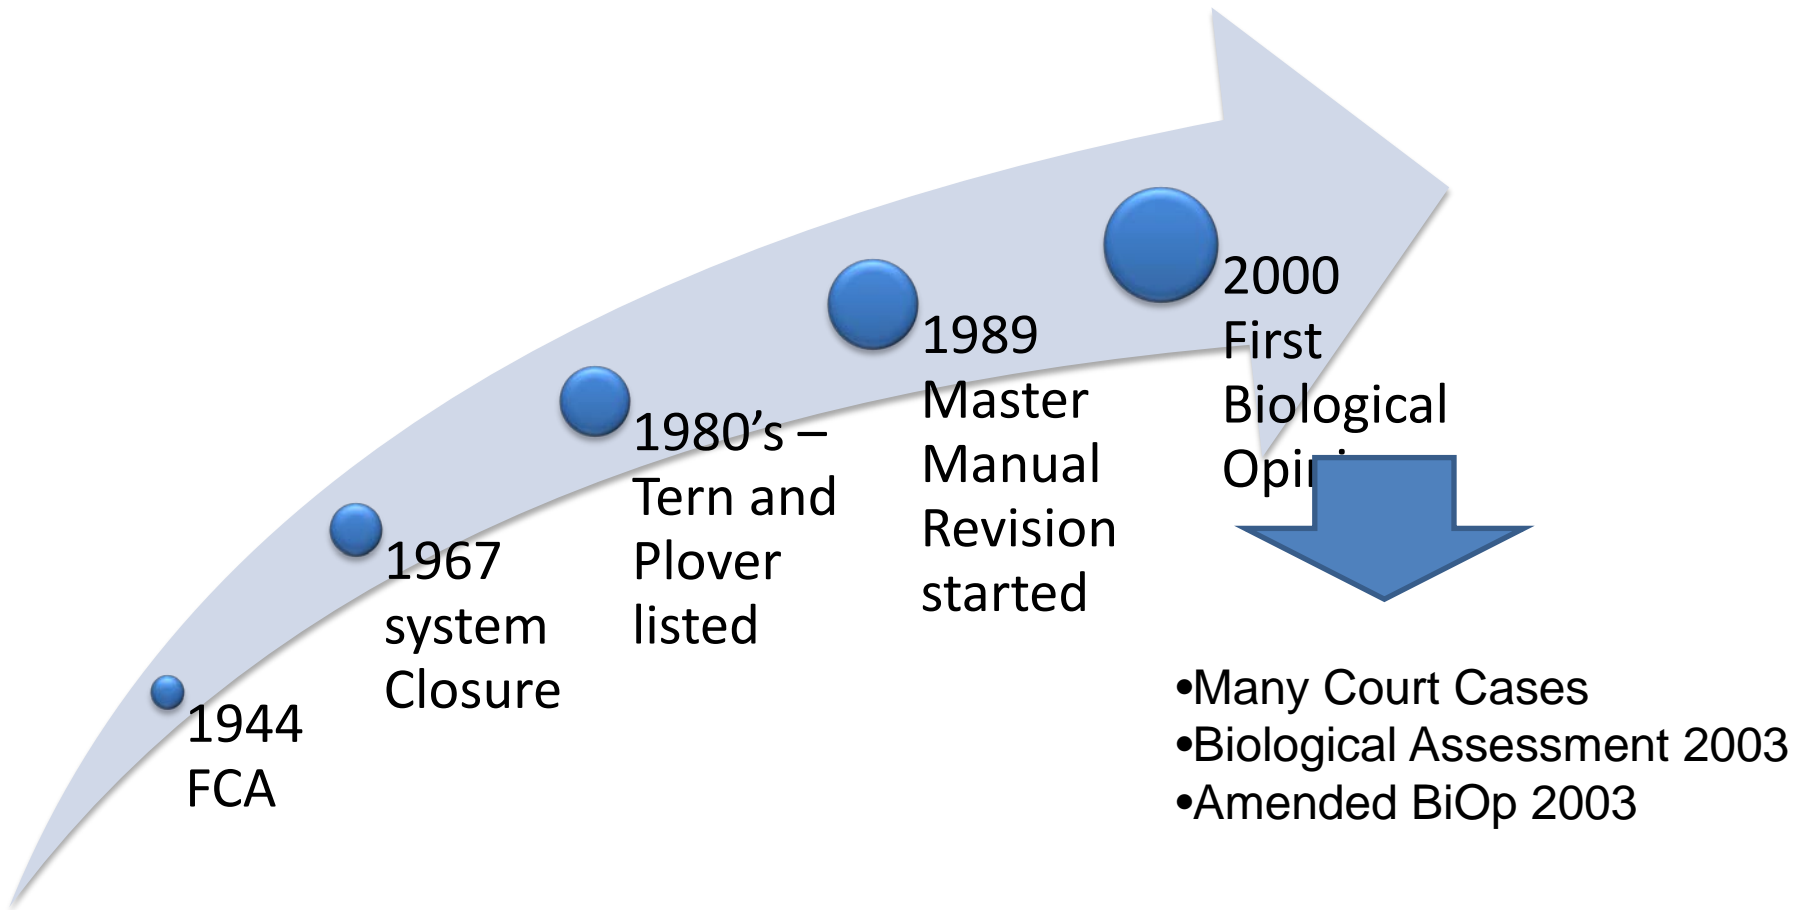 1944
FCA
1967
system
Closure
1980’s –
Tern and
Plover
listed
1989
Master
Manual
Revision
started
2000
First
Biological
•Many Court Cases
•Biological Assessment 2003
•Amended BiOp 2003